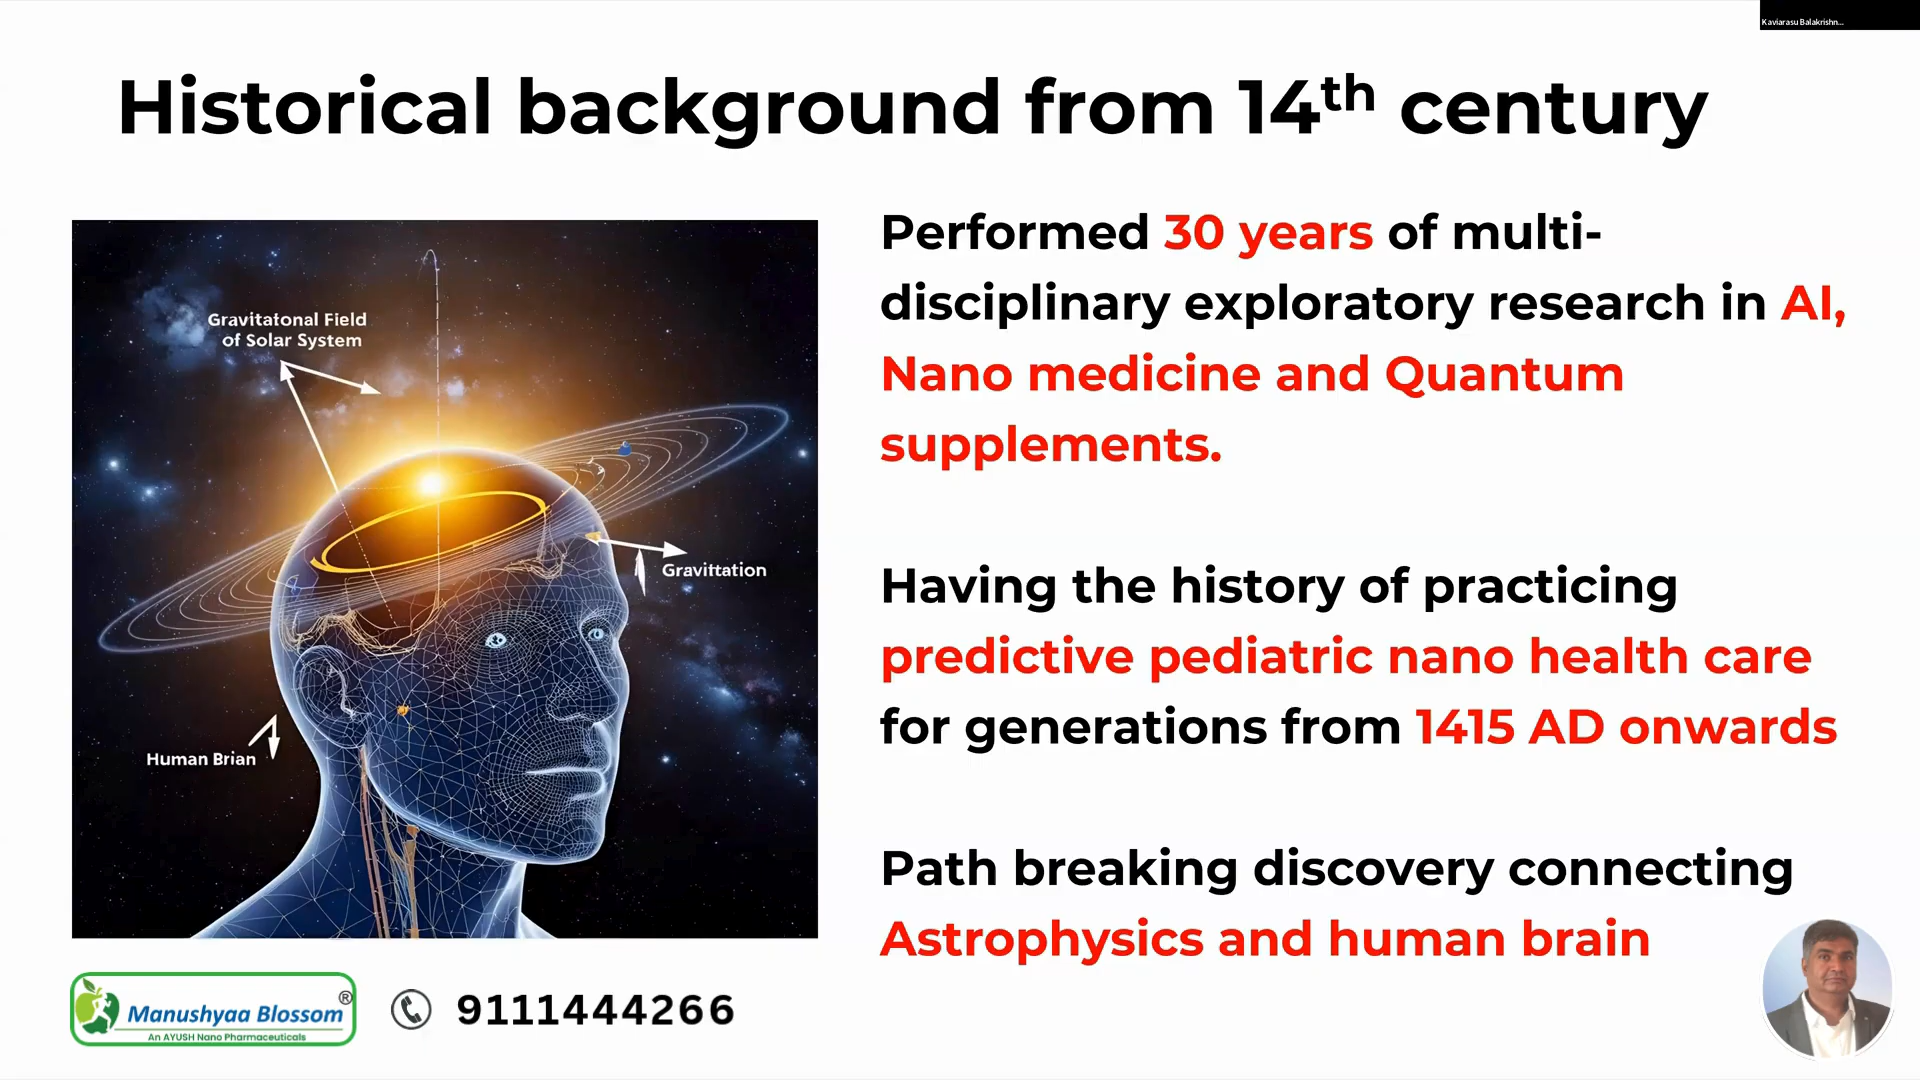 Kaviarasu Balakrishn...
Historical background from 14th century
Gravitatonal Field
of Solar System
Gravittation
Human Brian
Performed 30 years of multi-
disciplinary exploratory research in AI,
Nano medicine and Quantum
supplements.
Having the history of practicing
predictive pediatric nano health care
for generations from 1415 AD onwards
Path breaking discovery connecting
Astrophysics and human brain
Manushyaa Blossom®
An AYUSH Nano Pharmaceuticals
9111444266